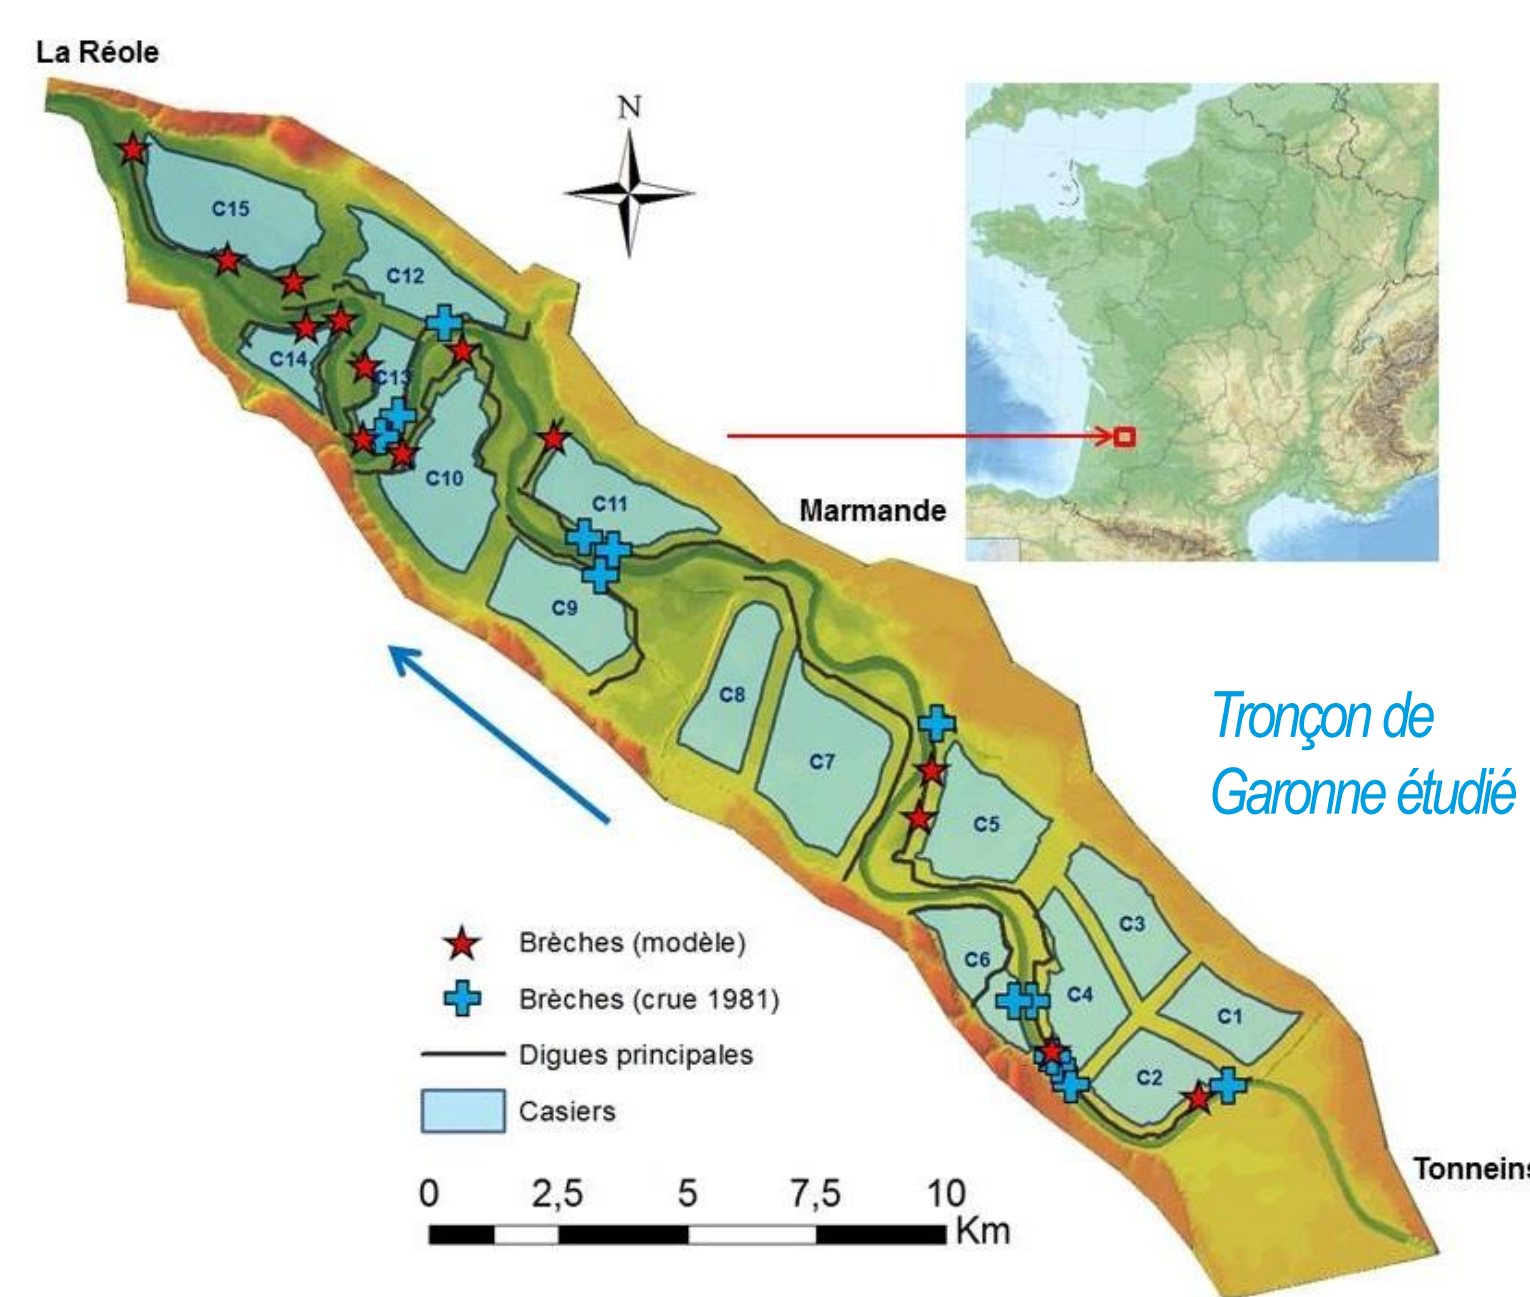 La Réole
N
C15
C12
C14
C13
C10
C11
Marmande
C9
C8
C7
Tronçon de
Garonne étudié
C5
C3
C6
C4
C1
C2
Brèches (modèle)
Brèches (crue 1981)
Digues principales
Casiers
Tonneins
0 2,5 5 7,5 10
Km